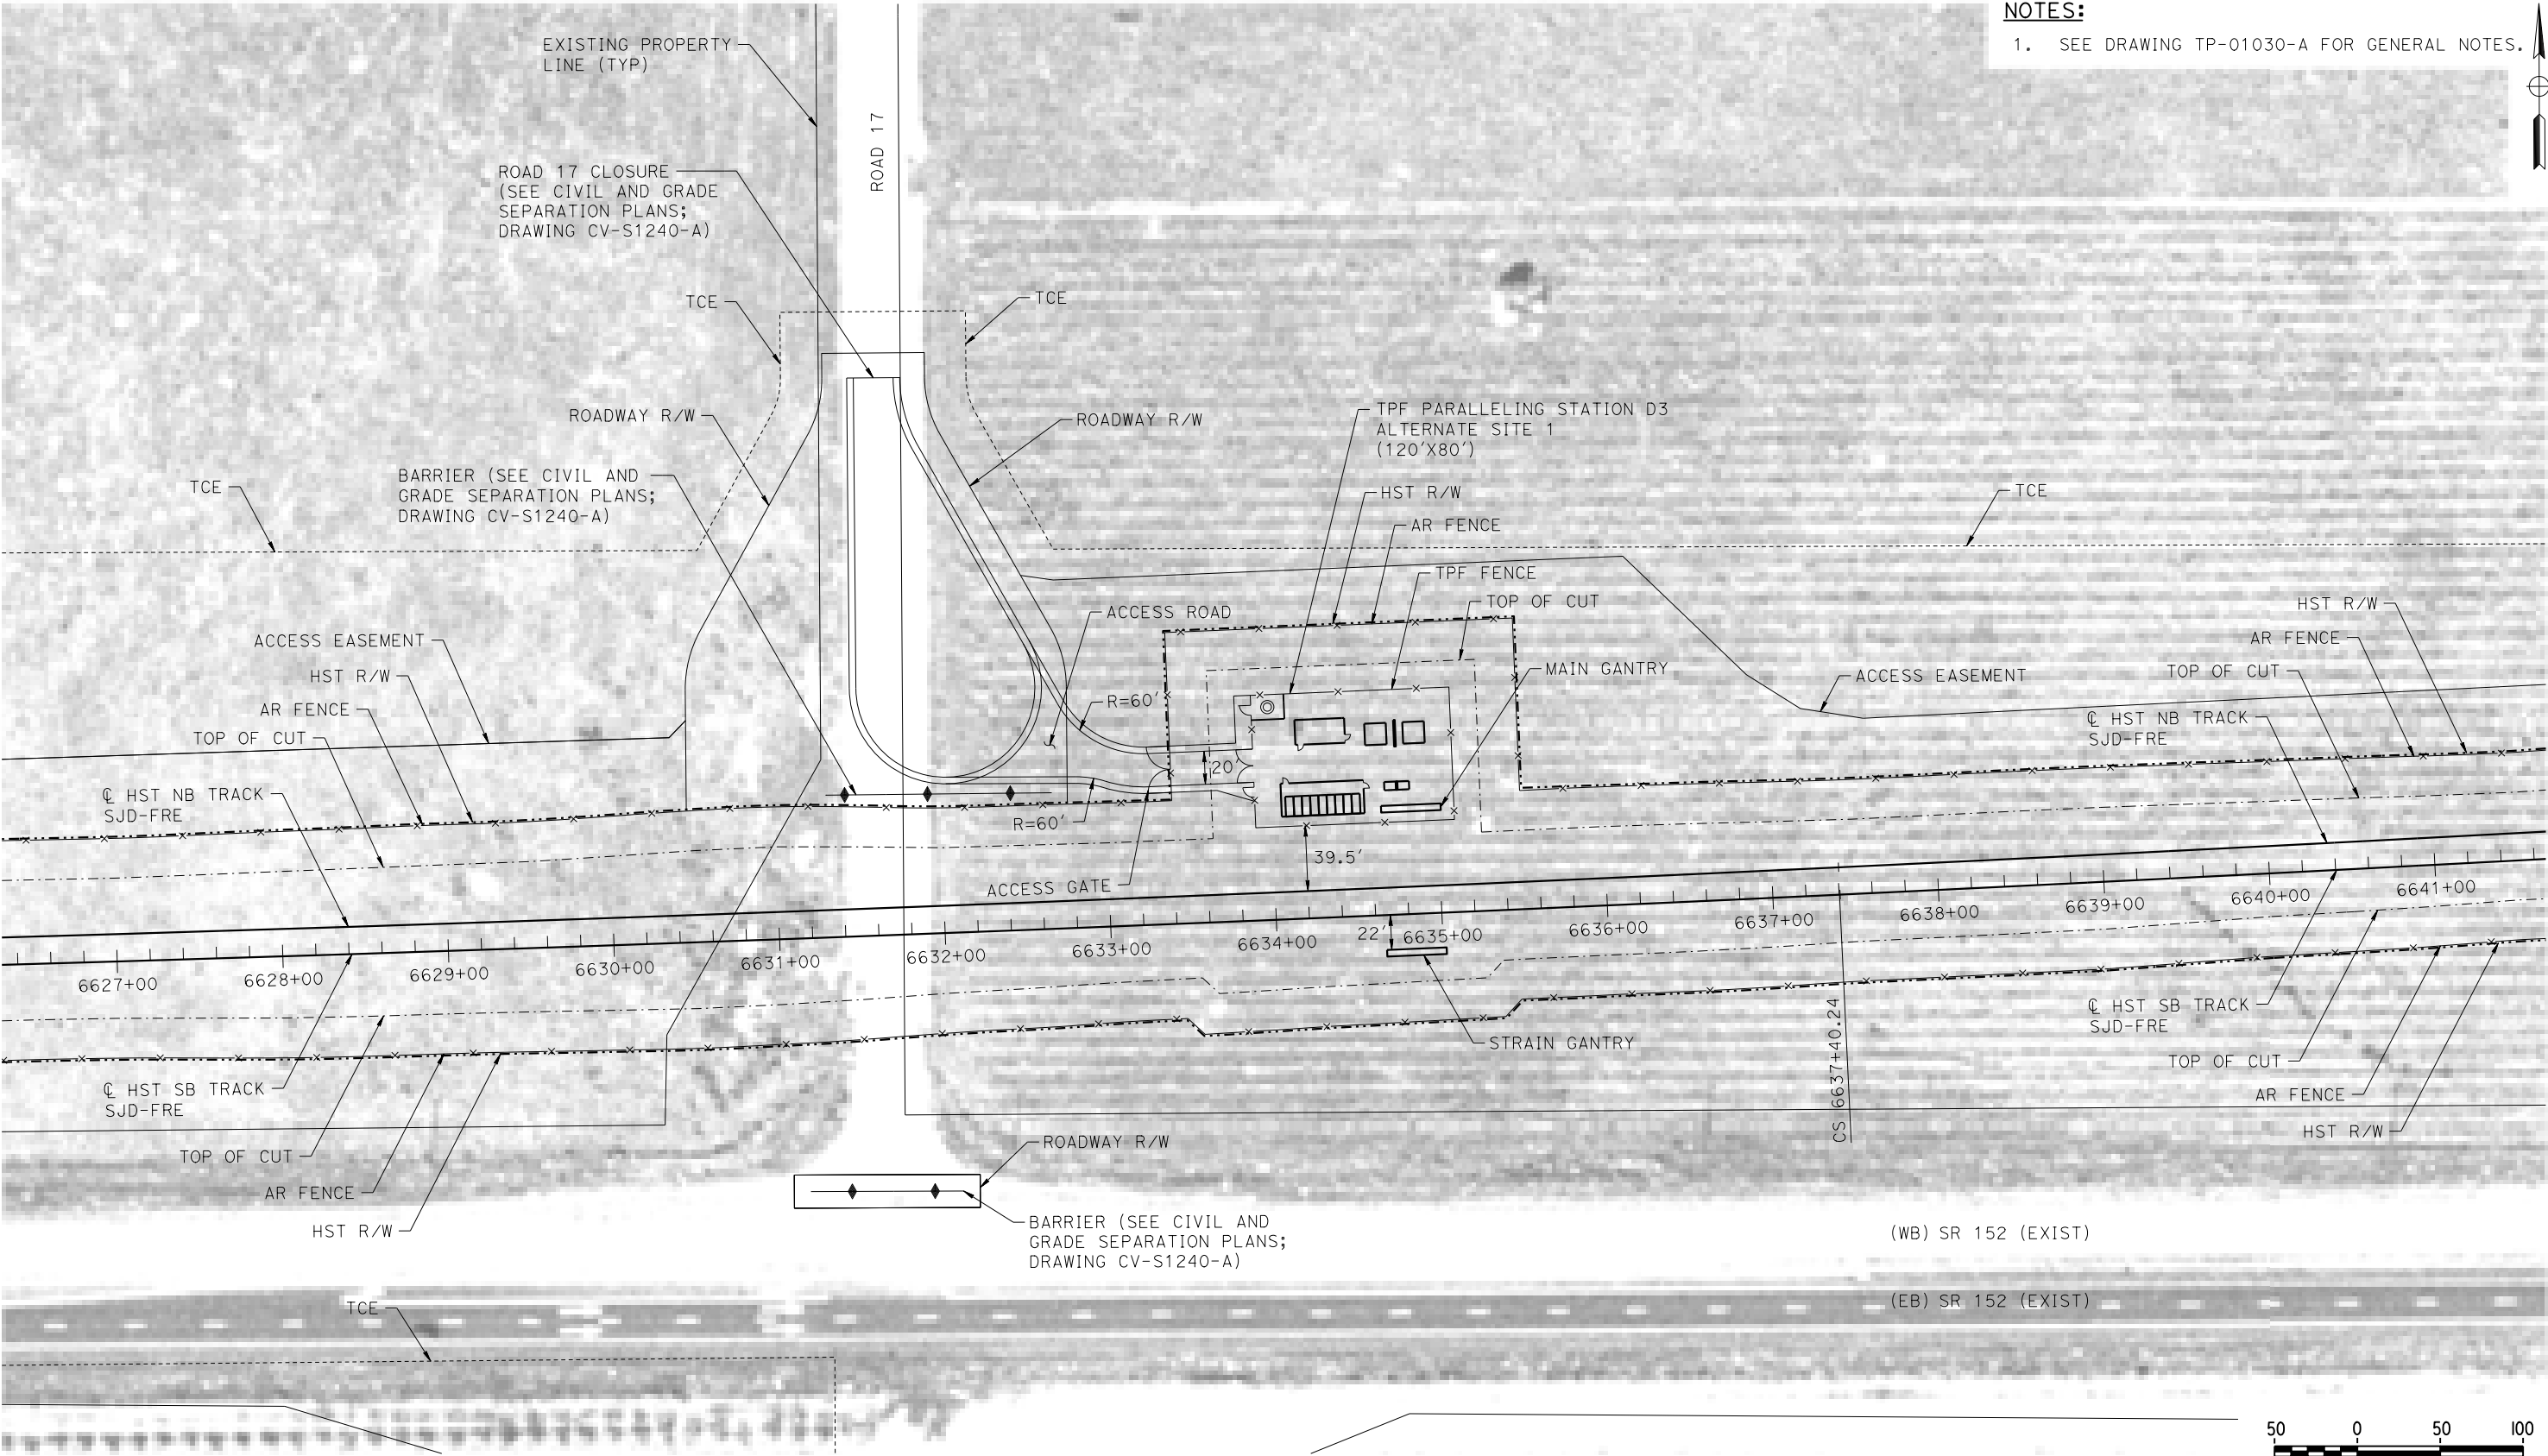 NOTES:
1. SEE DRAWING TP-01030-A FOR GENERAL NOTES.
EXISTING PROPERTY
LINE (TYP)
ROAD 17
ROAD 17 CLOSURE
(SEE CIVIL AND GRADE
SEPARATION PLANS;
DRAWING CV-S1240-A)
TCE
TCE
ROADWAY R/W
ROADWAY R/W
TPF PARALLELING STATION D3
ALTERNATE SITE 1
(120'X80')
BARRIER (SEE CIVIL AND
GRADE SEPARATION PLANS;
DRAWING CV-S1240-A)
TCE
HST R/W
AR FENCE
TCE
TPF FENCE
TOP OF CUT
ACCESS ROAD
HST R/W
ACCESS EASEMENT
AR FENCE
HST R/W
MAIN GANTRY
ACCESS EASEMENT
TOP OF CUT
AR FENCE
R=60'
TOP OF CUT
℄ HST NB TRACK
SJD-FRE
20'
℄ HST NB TRACK
SJD-FRE
R=60'
39.5'
ACCESS GATE
6627+00
6628+00
6629+00
6630+00
6631+00
6632+00
6633+00
6634+00
22'
6635+00
6636+00
6637+00
6638+00
6639+00
6640+00
6641+00
CS 6637+40.24
℄ HST SB TRACK
SJD-FRE
STRAIN GANTRY
TOP OF CUT
℄ HST SB TRACK
SJD-FRE
AR FENCE
HST R/W
ROADWAY R/W
TOP OF CUT
AR FENCE
HST R/W
BARRIER (SEE CIVIL AND
GRADE SEPARATION PLANS;
DRAWING CV-S1240-A)
(WB) SR 152 (EXIST)
(EB) SR 152 (EXIST)
TCE
50 0 50 100